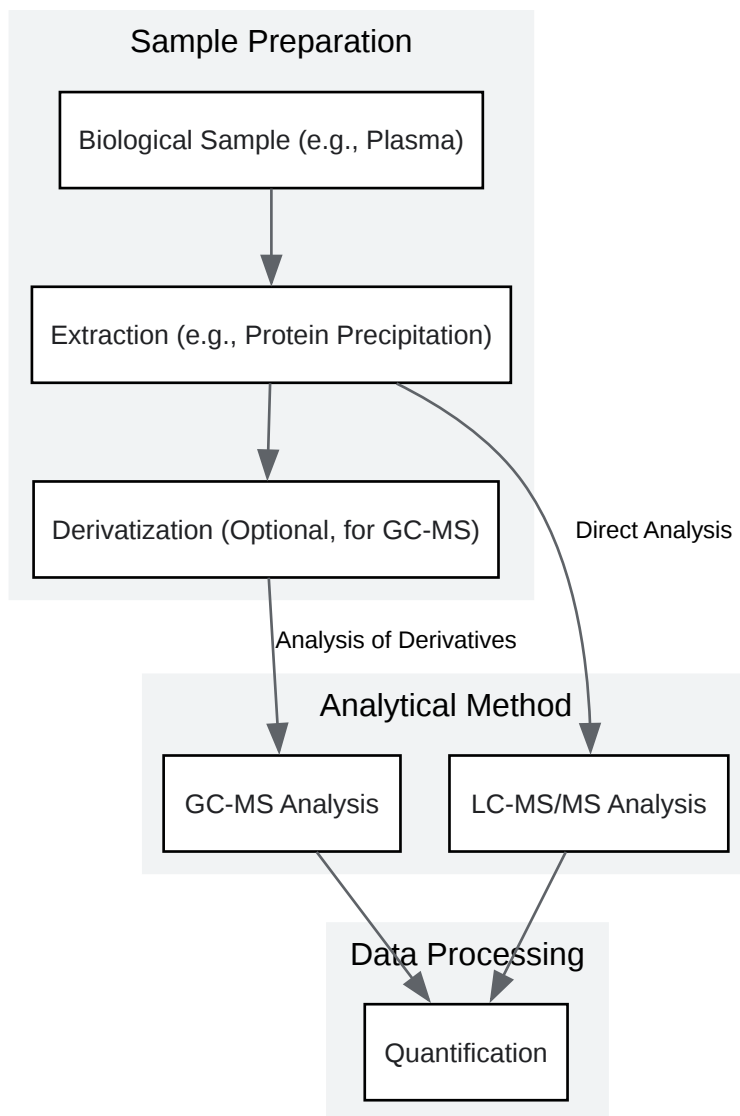 Sample Preparation
Biological Sample (e.g., Plasma)
Extraction (e.g., Protein Precipitation)
Derivatization (Optional, for GC-MS)
Direct Analysis
Analysis of Derivatives
Analytical Method
GC-MS Analysis
LC-MS/MS Analysis
Data Processing
Quantification